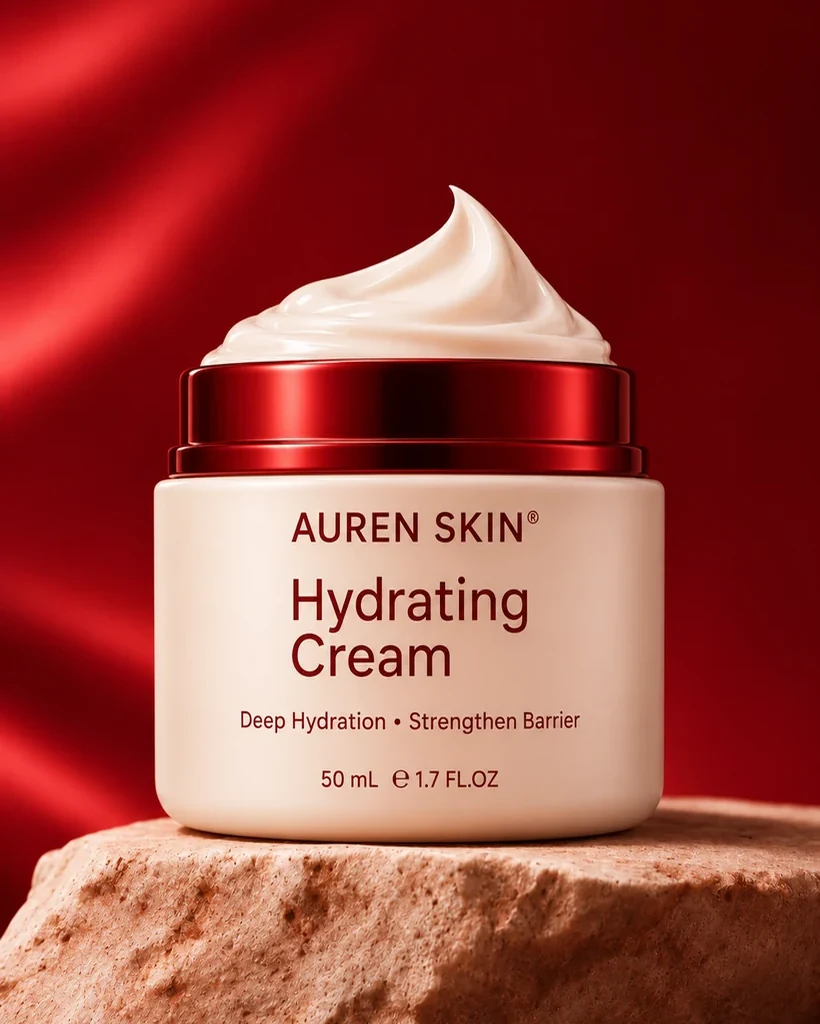 AUREN SKIN®
Hydrating
Cream
Deep Hydration • Strengthen Barrier
50 mL ℮ 1.7 FL.OZ